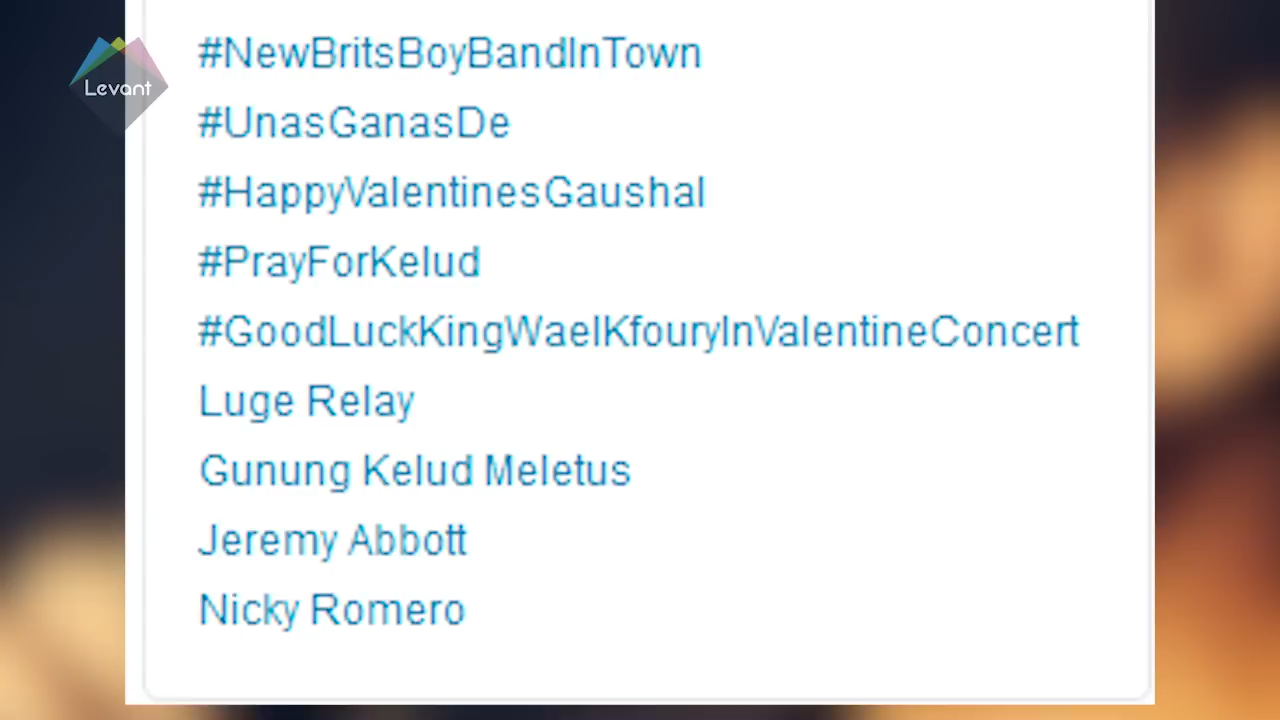 Levant
#NewBritsBoyBandInTown
#UnasGanasDe
#HappyValentinesGaushal
#PrayForKelud
#GoodLuckKingWaelKfouryInValentineConcert
Luge Relay
Gunung Kelud Meletus
Jeremy Abbott
Nicky Romero